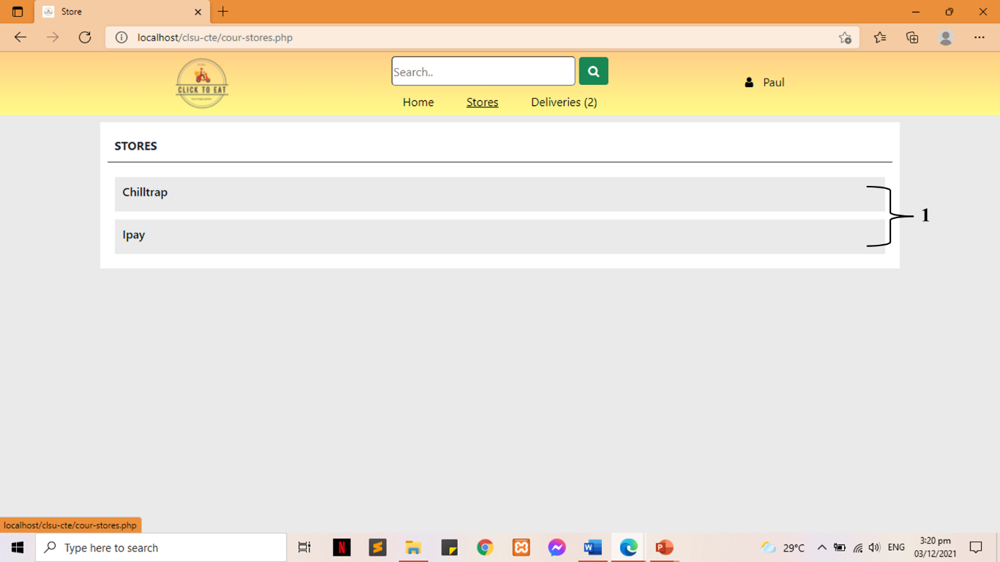 Store
localhost/clsu-cte/cour-stores.php
CLICK TO EAT
Search..
Paul
Home Stores Deliveries (2)
STORES
Chilltrap
Ipay
1
localhost/clsu-cte/cour-stores.php
Type here to search
29°C
ENG
3:20 pm
03/12/2021